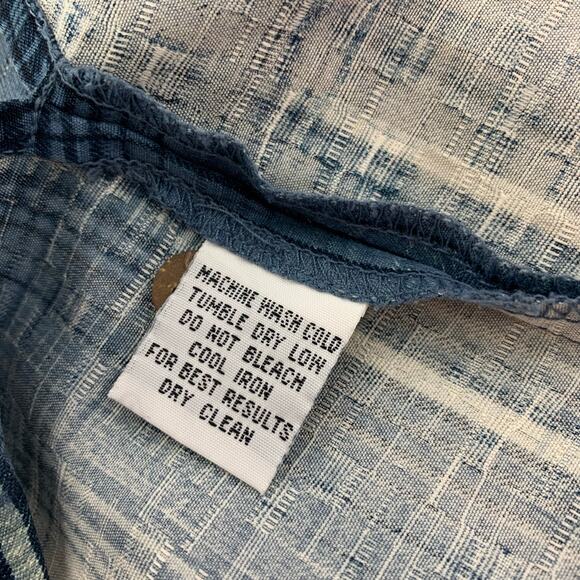 MACHINE WASH COLD
TUMBLE DRY LOW
DO NOT BLEACH
COOL IRON
FOR BEST RESULTS
DRY CLEAN